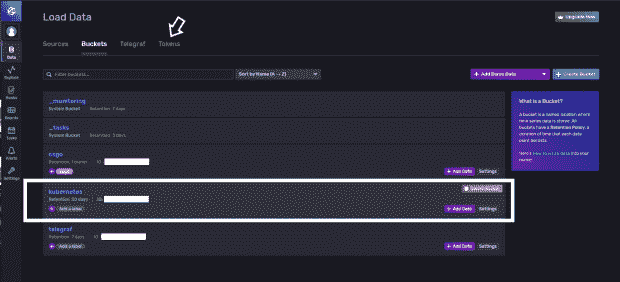 Load Data
Upgrade Now
Sources Buckets Telegraf Tokens
Data
Filter buckets...
Sort by Name (A → Z)
+ Add Demo Data
+ Create Bucket
_monitoring
System Bucket Retention: 7 days
_tasks
System Bucket Retention: 3 days
Retention:
+ Add Data
Settings
kubernetes
Delete Bucket
Retention: 30 days ID:
Add a label
+ Add Data
Settings
telegraf
Retention: 7 days ID:
Add a label
+ Add Data
Settings
What is a Bucket?
A bucket is a named location where
time series data is stored. All
buckets have a Retention Policy, a
duration of time that each data
point persists.
Here's how to write data into your
bucket.
Explore
Boards
Tasks
Alerts
Settings